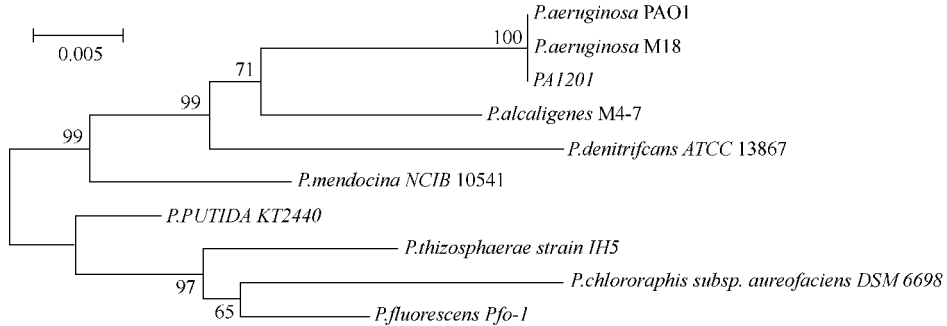 P.aeruginosa PAO1
0.005
100
P.aeruginosa M18
PA1201
71
99
P.alcaligenes M4-7
99
P.denitrifcans ATCC 13867
P.mendocina NCIB 10541
P.PUTIDA KT2440
P.thizosphaerae strain IH5
97
P.chlororaphis subsp. aureofaciens DSM 6698
65
P.fluorescens Pfo-1